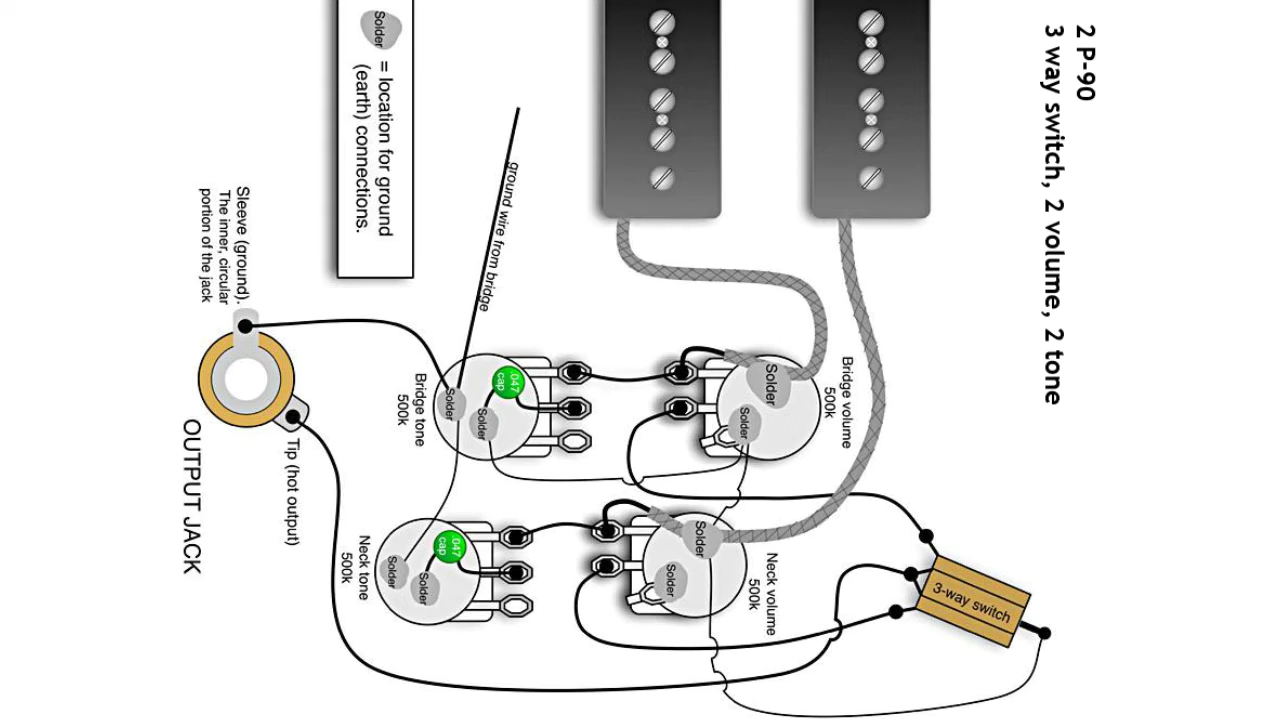 2 P-90
3 way switch, 2 volume, 2 tone
Solder
= location for ground
(earth) connections.
ground wire from bridge
Sleeve (ground).
The inner, circular
portion of the jack
Tip (hot output)
OUTPUT JACK
Bridge tone
500k
.047
cap
Solder
Solder
Bridge volume
500k
Solder
Solder
Neck tone
500k
.047
cap
Solder
Solder
Neck volume
500k
Solder
Solder
3-way switch